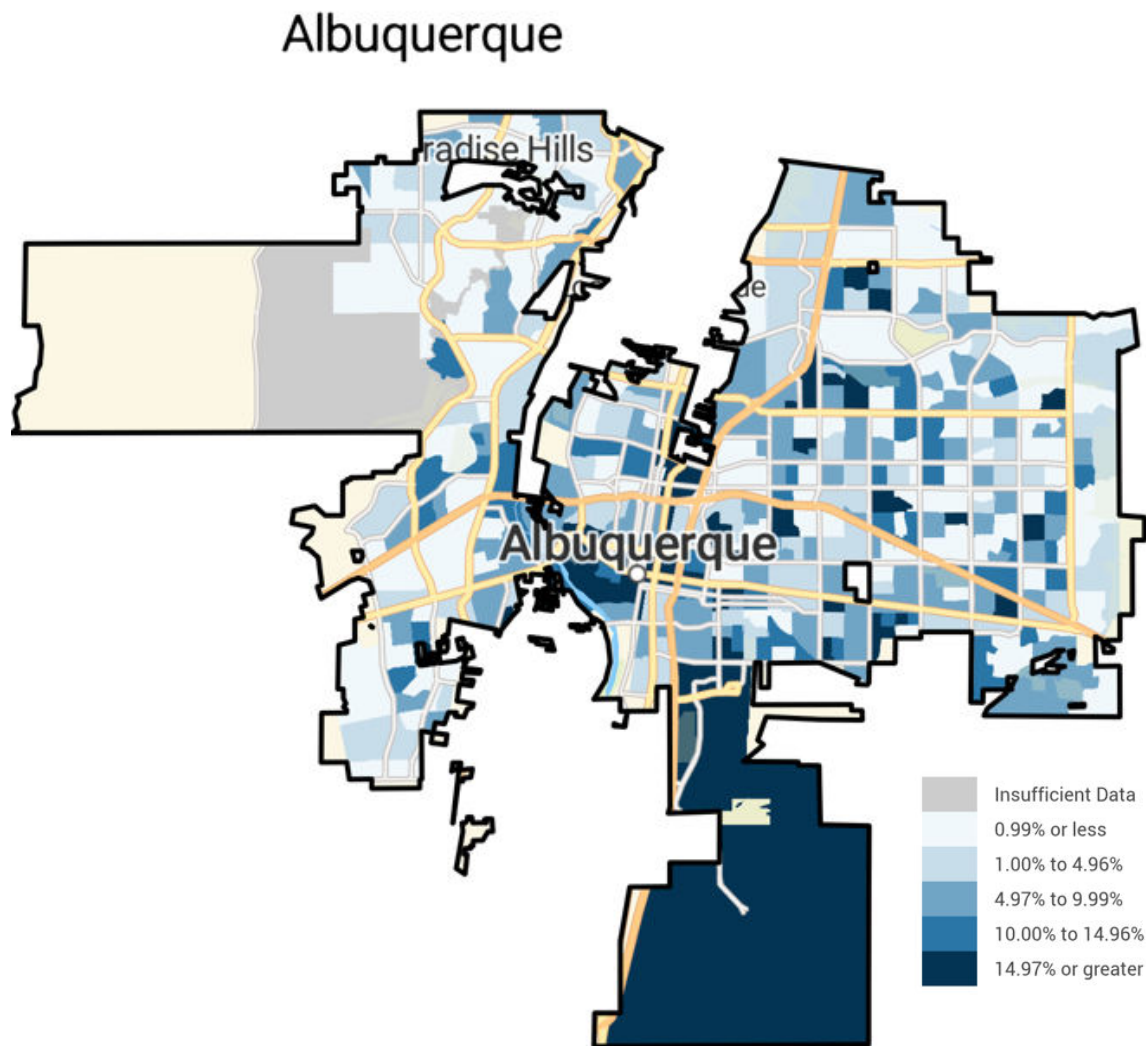 Albuquerque
radise Hills
de
Albuquerque
Insufficient Data
0.99% or less
1.00% to 4.96%
4.97% to 9.99%
10.00% to 14.96%
14.97% or greater